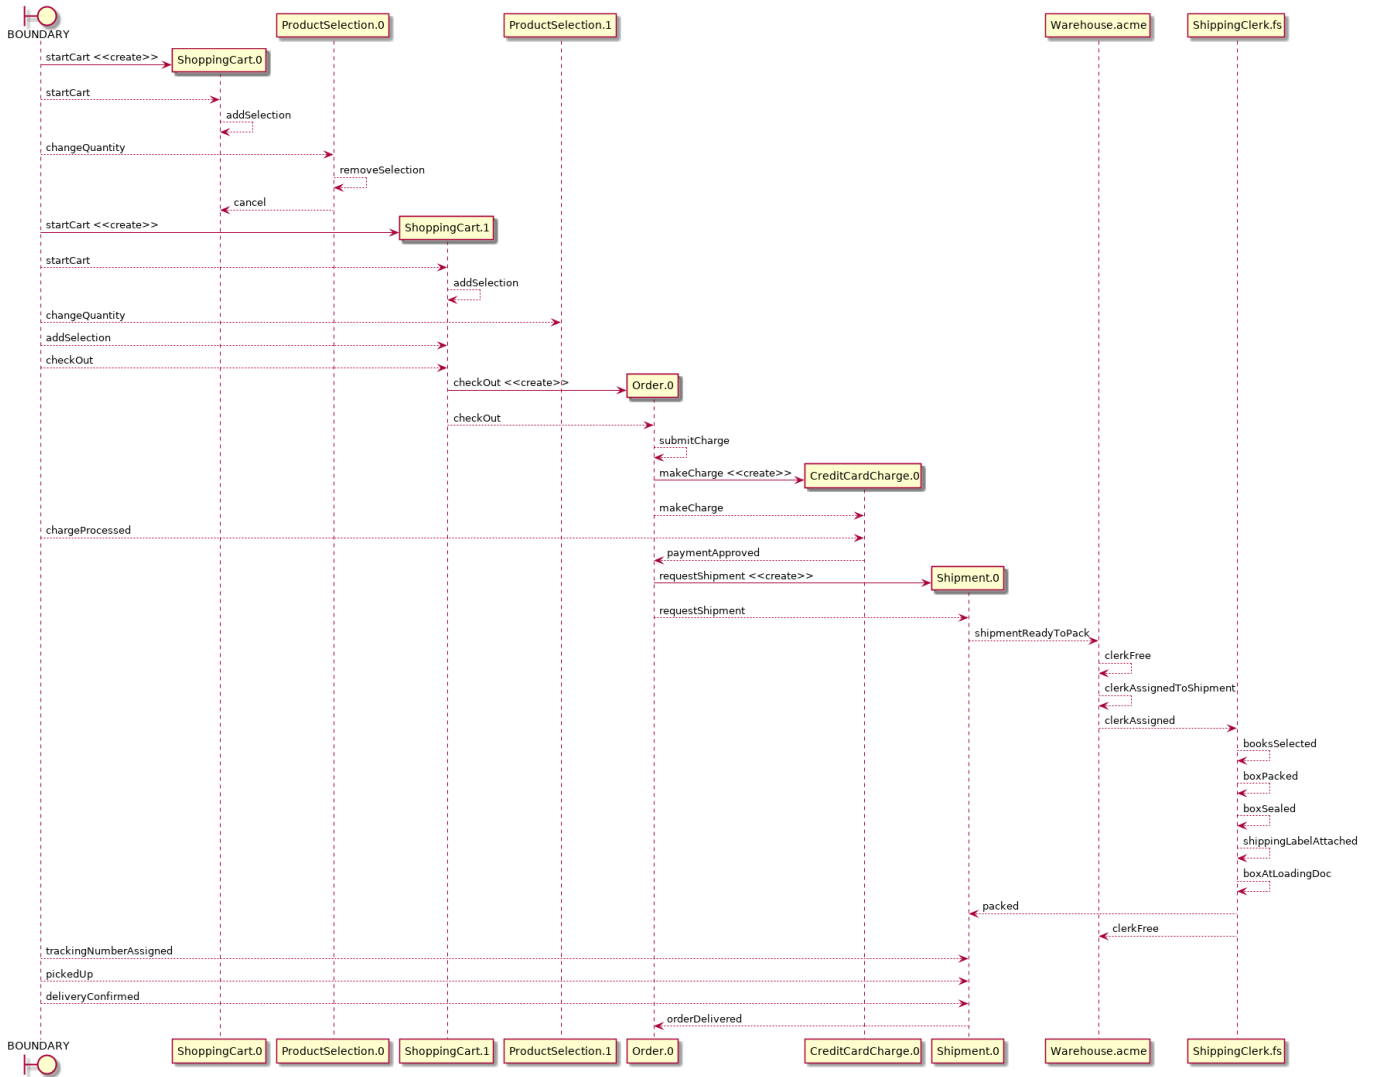 BOUNDARY
ProductSelection.0
ProductSelection.1
Warehouse.acme
ShippingClerk.fs
startCart <<create>>
ShoppingCart.0
startCart
addSelection
changeQuantity
removeSelection
cancel
startCart <<create>>
ShoppingCart.1
startCart
addSelection
changeQuantity
addSelection
checkOut
checkOut <<create>>
Order.0
checkOut
submitCharge
makeCharge <<create>>
CreditCardCharge.0
makeCharge
chargeProcessed
paymentApproved
requestShipment <<create>>
Shipment.0
requestShipment
shipmentReadyToPack
clerkFree
clerkAssignedToShipment
clerkAssigned
booksSelected
boxPacked
boxSealed
shippingLabelAttached
boxAtLoadingDoc
packed
clerkFree
trackingNumberAssigned
pickedUp
deliveryConfirmed
orderDelivered
BOUNDARY
ShoppingCart.0
ProductSelection.0
ShoppingCart.1
ProductSelection.1
Order.0
CreditCardCharge.0
Shipment.0
Warehouse.acme
ShippingClerk.fs